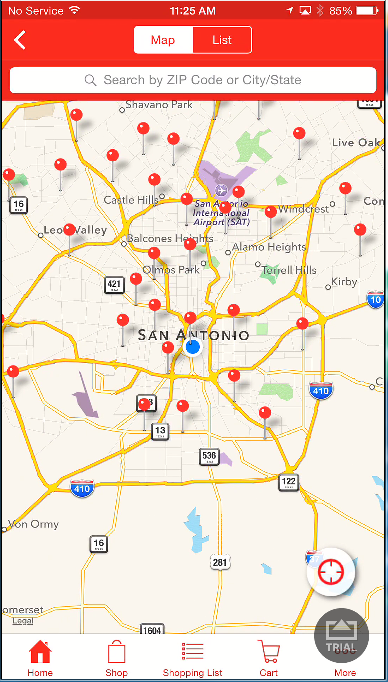 No Service 11:25 AM 85%
Map List
Search by ZIP Code or City/State
Shavano Park
Live Oak
16
Castle Hills
San Antonio
International
Airport (SAT)
Windcrest
Con
Leon Valley
Balcones Heights
Alamo Heights
Olmos Park
Terrell Hills
421
Kirby
10
SAN ANTONIO
C
410
13
536
410
122
Von Ormy
16
281
omerset
Legal
1604
TRIAL
Home Shop Shopping List Cart More